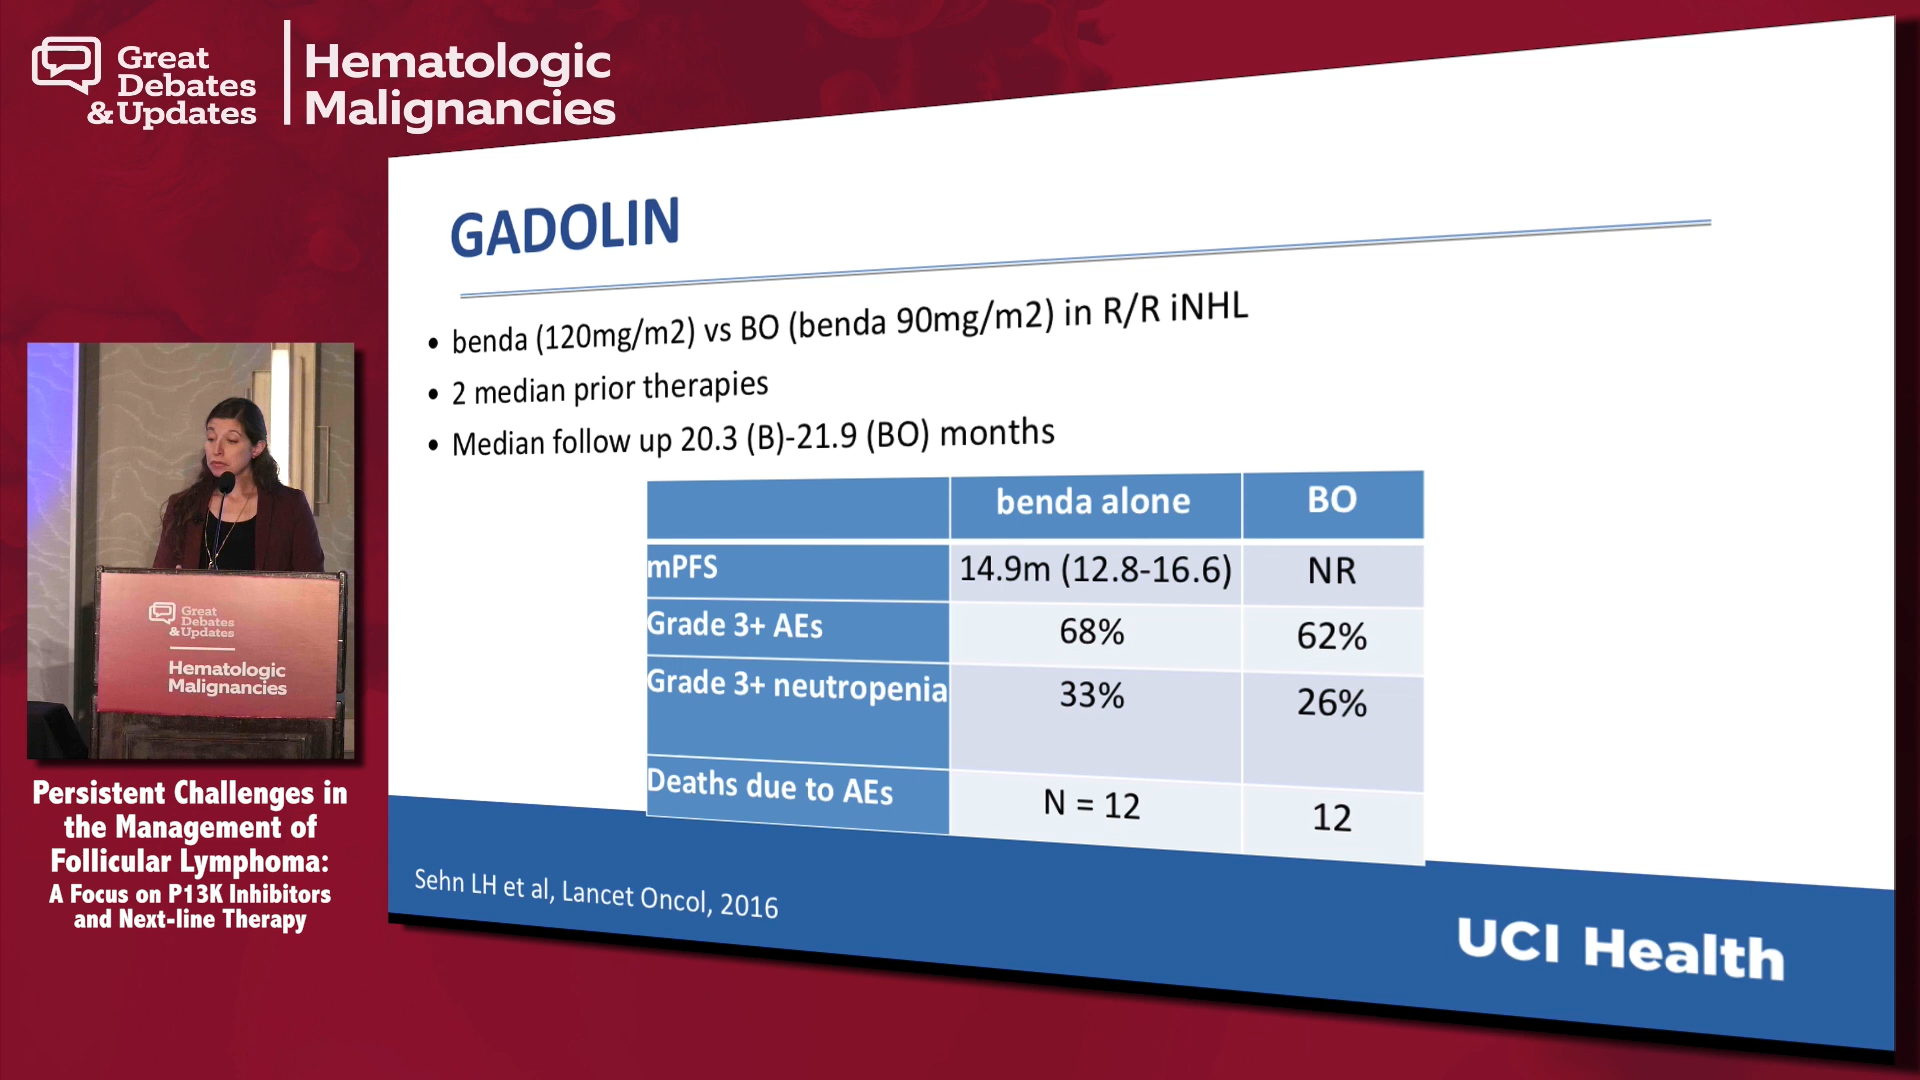 Great
Debates
& Updates
Hematologic
Malignancies
GADOLIN
• benda (120mg/m2) vs BO (benda 90mg/m2) in R/R iNHL
• 2 median prior therapies
• Median follow up 20.3 (B)-21.9 (BO) months
benda alone BO
mPFS 14.9m (12.8-16.6) NR
Grade 3+ AEs 68% 62%
Grade 3+ neutropenia 33% 26%
Deaths due to AEs N = 12 12
Sehn LH et al, Lancet Oncol, 2016
UCI Health
Great
Debates
& Updates
Hematologic
Malignancies
Persistent Challenges in
the Management of
Follicular Lymphoma:
A Focus on P13K Inhibitors
and Next-line Therapy